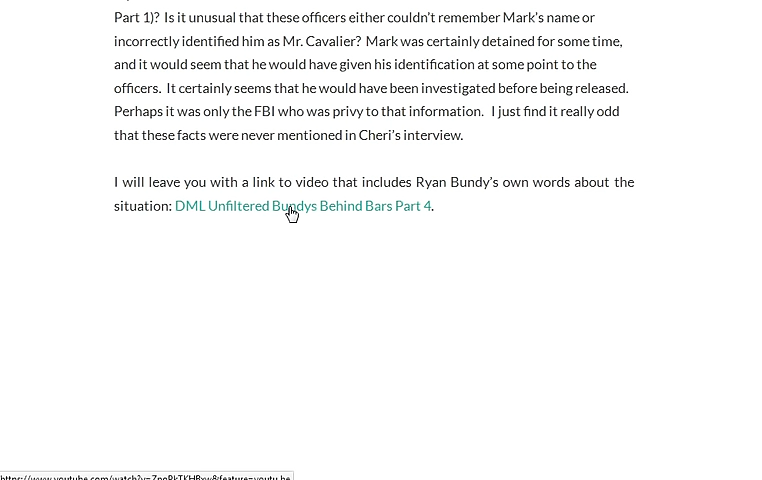 Part 1)? Is it unusual that these officers either couldn't remember Mark's name or
incorrectly identified him as Mr. Cavalier? Mark was certainly detained for some time,
and it would seem that he would have given his identification at some point to the
officers. It certainly seems that he would have been investigated before being released.
Perhaps it was only the FBI who was privy to that information. I just find it really odd
that these facts were never mentioned in Cheri's interview.
I will leave you with a link to video that includes Ryan Bundy's own words about the
situation: DML Unfiltered Bundys Behind Bars Part 4.